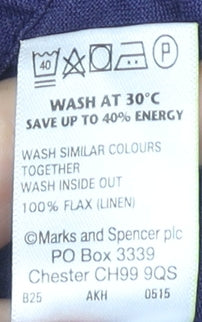 40 P
WASH AT 30°C
SAVE UP TO 40% ENERGY
WASH SIMILAR COLOURS
TOGETHER
WASH INSIDE OUT
100% FLAX (LINEN)
©Marks and Spencer plc
PO Box 3339
Chester CH99 9QS
B25 AKH 0515